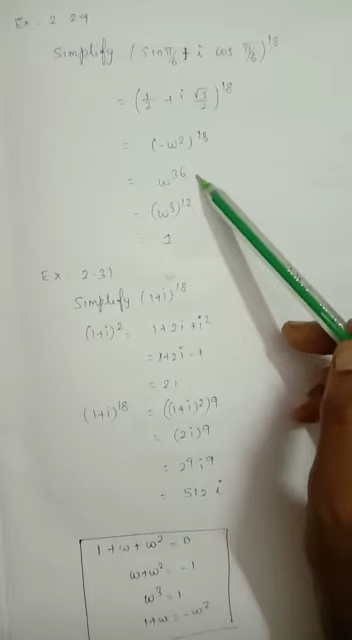 Ex. 2.29
Simplify (sin π/6 + i cos π/6)^18
= (1/2 + i √3/2)^18
= (-ω²)^18
= ω^36
= (ω³)^12
= 1
Ex 2.31
Simplify (1+i)^18
(1+i)² = 1+2i+i²
= 1+2i-1
= 2i
(1+i)^18 = ((1+i)²)9
= (2i)9
= 2^9 i^9
= 512 i
1+ω+ω² = 0
ω+ω² = -1
ω³ = 1
1+ω = -ω²